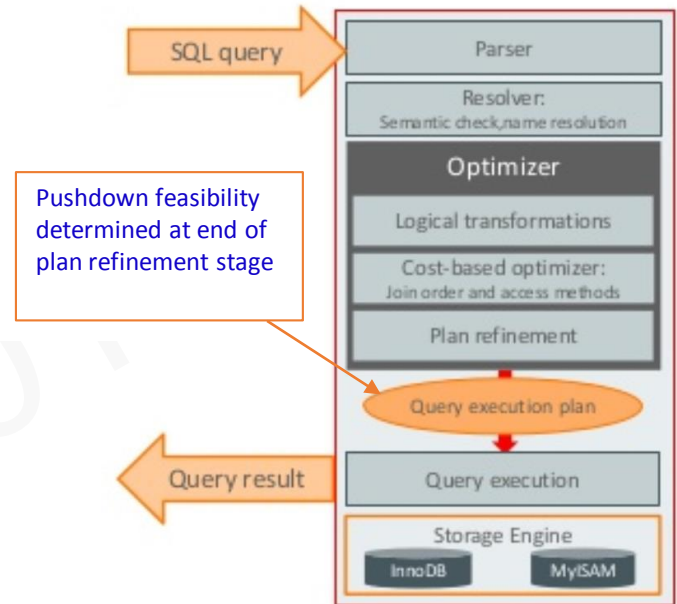 SQL query
Parser
Resolver:
Semantic check,name resolution
Optimizer
Pushdown feasibility
determined at end of
plan refinement stage
Logical transformations
Cost-based optimizer:
Join order and access methods
Plan refinement
Query execution plan
Query result
Query execution
Storage Engine
InnoDB
MyISAM